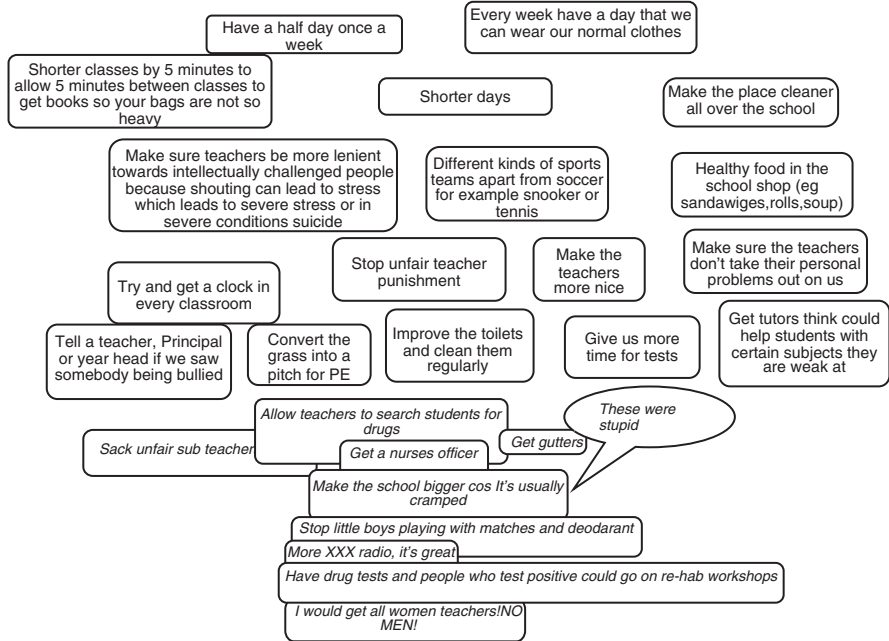 Have a half day once a
week
Every week have a day that we
can wear our normal clothes
Shorter classes by 5 minutes to
allow 5 minutes between classes to
get books so your bags are not so
heavy
Shorter days
Make the place cleaner
all over the school
Make sure teachers be more lenient
towards intellectually challenged people
because shouting can lead to stress
which leads to severe stress or in
severe conditions suicide
Different kinds of sports
teams apart from soccer
for example snooker or
tennis
Healthy food in the
school shop (eg
sandawiges,rolls,soup)
Try and get a clock in
every classroom
Stop unfair teacher
punishment
Make the
teachers
more nice
Make sure the teachers
don't take their personal
problems out on us
Tell a teacher, Principal
or year head if we saw
somebody being bullied
Convert the
grass into a
pitch for PE
Improve the toilets
and clean them
regularly
Give us more
time for tests
Get tutors think could
help students with
certain subjects they
are weak at
Allow teachers to search students for
drugs
These were
stupid
Sack unfair sub teacher
Get a nurses officer
Get gutters
Make the school bigger cos It's usually
cramped
Stop little boys playing with matches and deodarant
More XXX radio, it's great
Have drug tests and people who test positive could go on re-hab workshops
I would get all women teachers!NO
MEN!